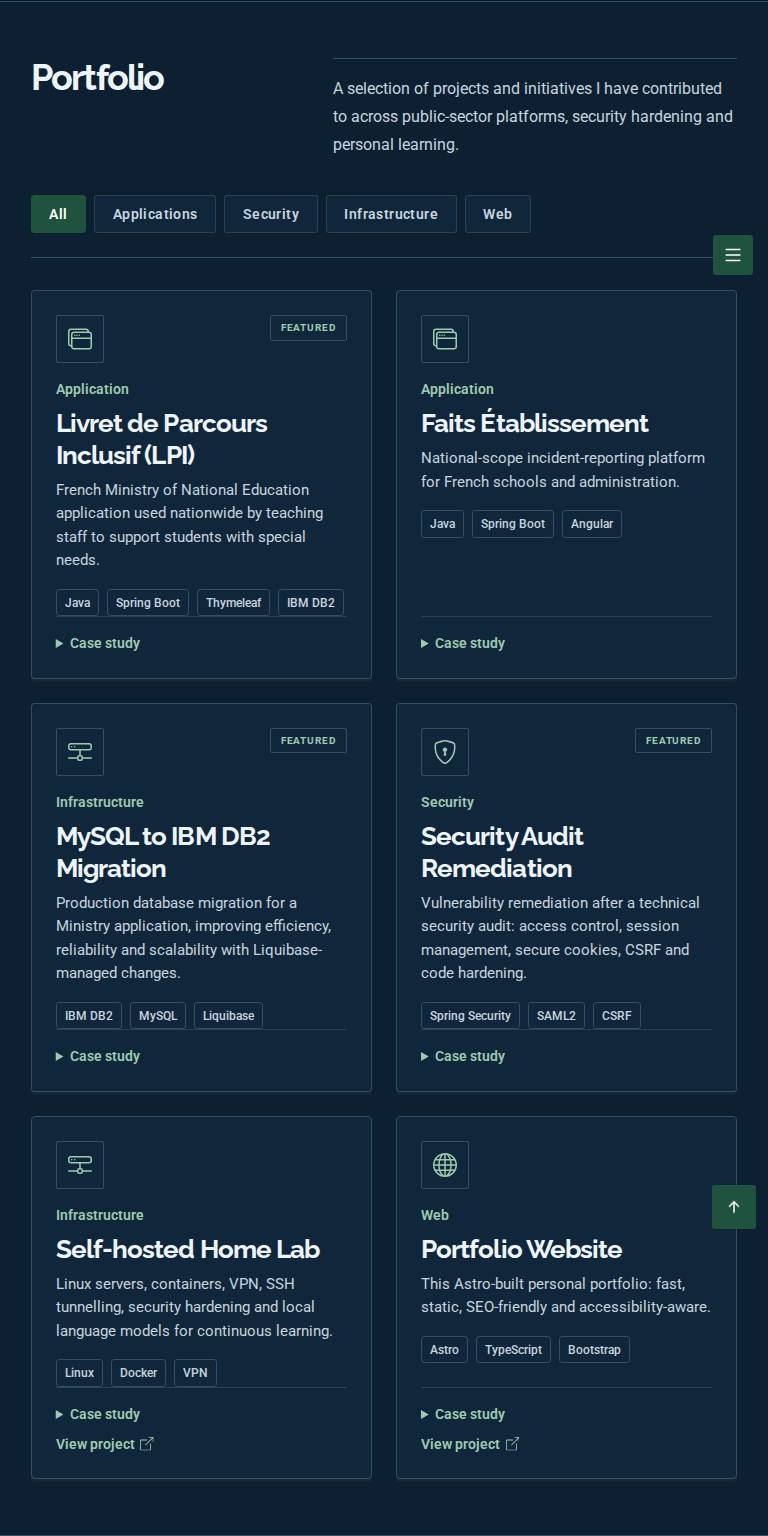 Portfolio
A selection of projects and initiatives I have contributed
to across public-sector platforms, security hardening and
personal learning.
All
Applications
Security
Infrastructure
Web
FEATURED
Application
Livret de Parcours
Inclusif (LPI)
French Ministry of National Education
application used nationwide by teaching
staff to support students with special
needs.
Java
Spring Boot
Thymeleaf
IBM DB2
Case study
Application
Faits Établissement
National-scope incident-reporting platform
for French schools and administration.
Java
Spring Boot
Angular
Case study
FEATURED
Infrastructure
MySQL to IBM DB2
Migration
Production database migration for a
Ministry application, improving efficiency,
reliability and scalability with Liquibase-
managed changes.
IBM DB2
MySQL
Liquibase
Case study
FEATURED
Security
Security Audit
Remediation
Vulnerability remediation after a technical
security audit: access control, session
management, secure cookies, CSRF and
code hardening.
Spring Security
SAML2
CSRF
Case study
Infrastructure
Self-hosted Home Lab
Linux servers, containers, VPN, SSH
tunnelling, security hardening and local
language models for continuous learning.
Linux
Docker
VPN
Case study
View project
Web
Portfolio Website
This Astro-built personal portfolio: fast,
static, SEO-friendly and accessibility-aware.
Astro
TypeScript
Bootstrap
Case study
View project